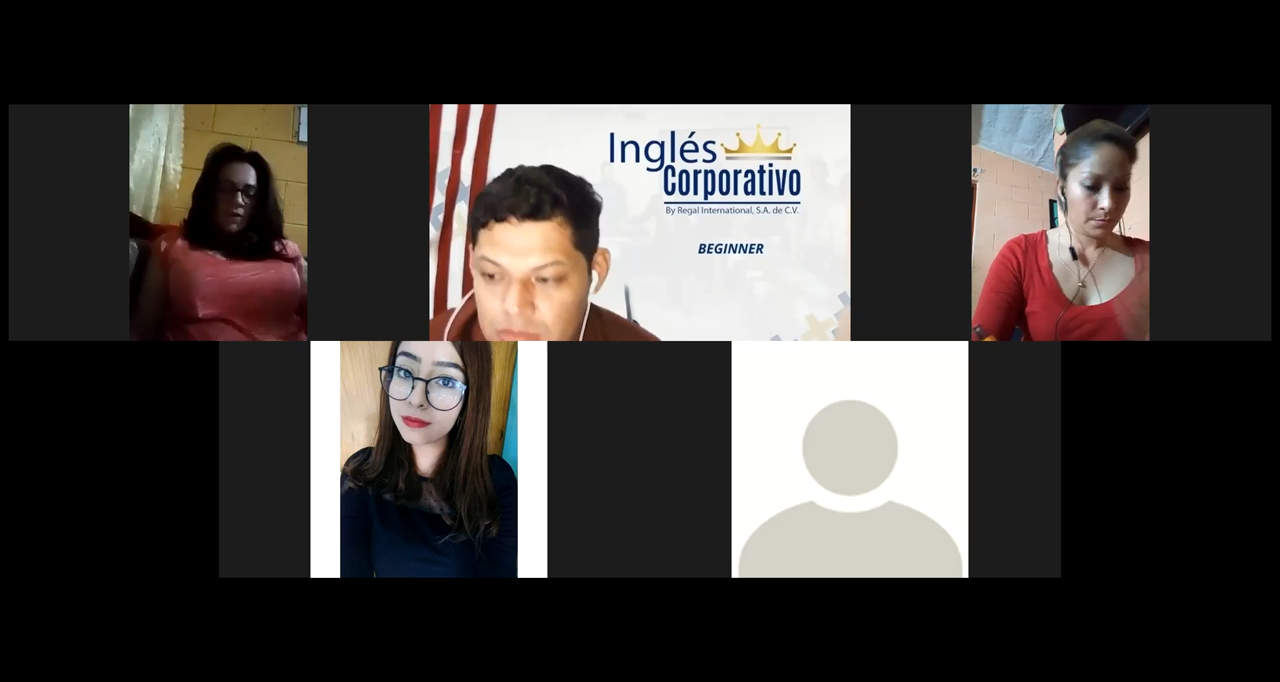 Inglés
Corporativo
By Regal International, S.A. de C.V.
BEGINNER